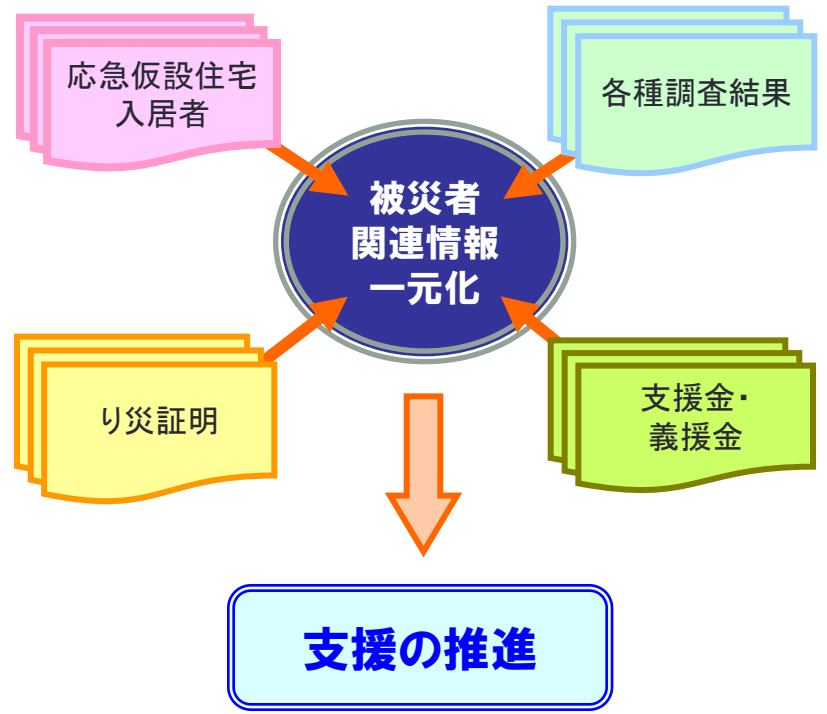 応急仮設住宅
入居者
各種調査結果
被災者
関連情報
一元化
り災証明
支援金・
義援金
支援の推進